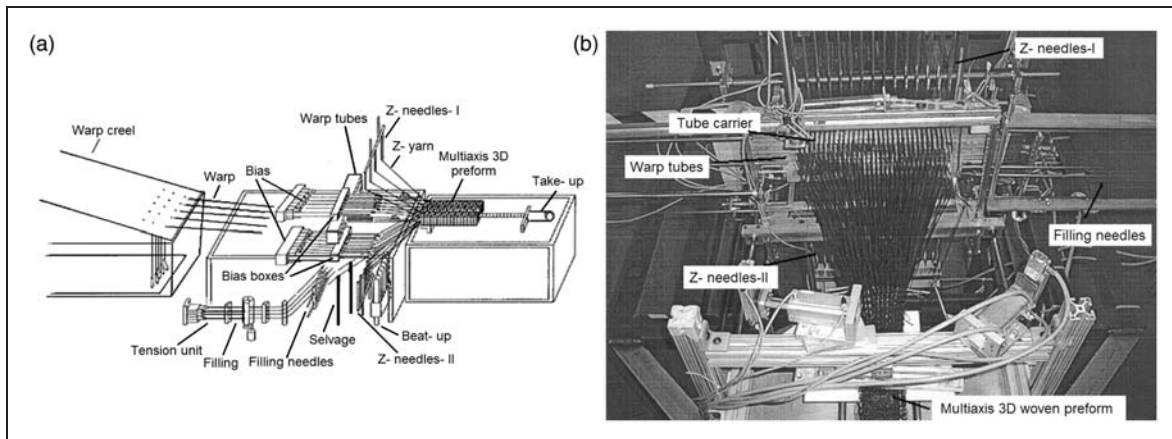 (a)
Warp creel
Warp
Bias
Warp tubes
Z- needles- I
Z- yarn
Multiaxis 3D
preform
Take- up
Bias boxes
Tension unit
Filling
Filling needles
Selvage
Beat- up
Z- needles- II
(b)
Z- needles-I
Tube carrier
Warp tubes
Filling needles
Z- needles-II
Multiaxis 3D woven preform